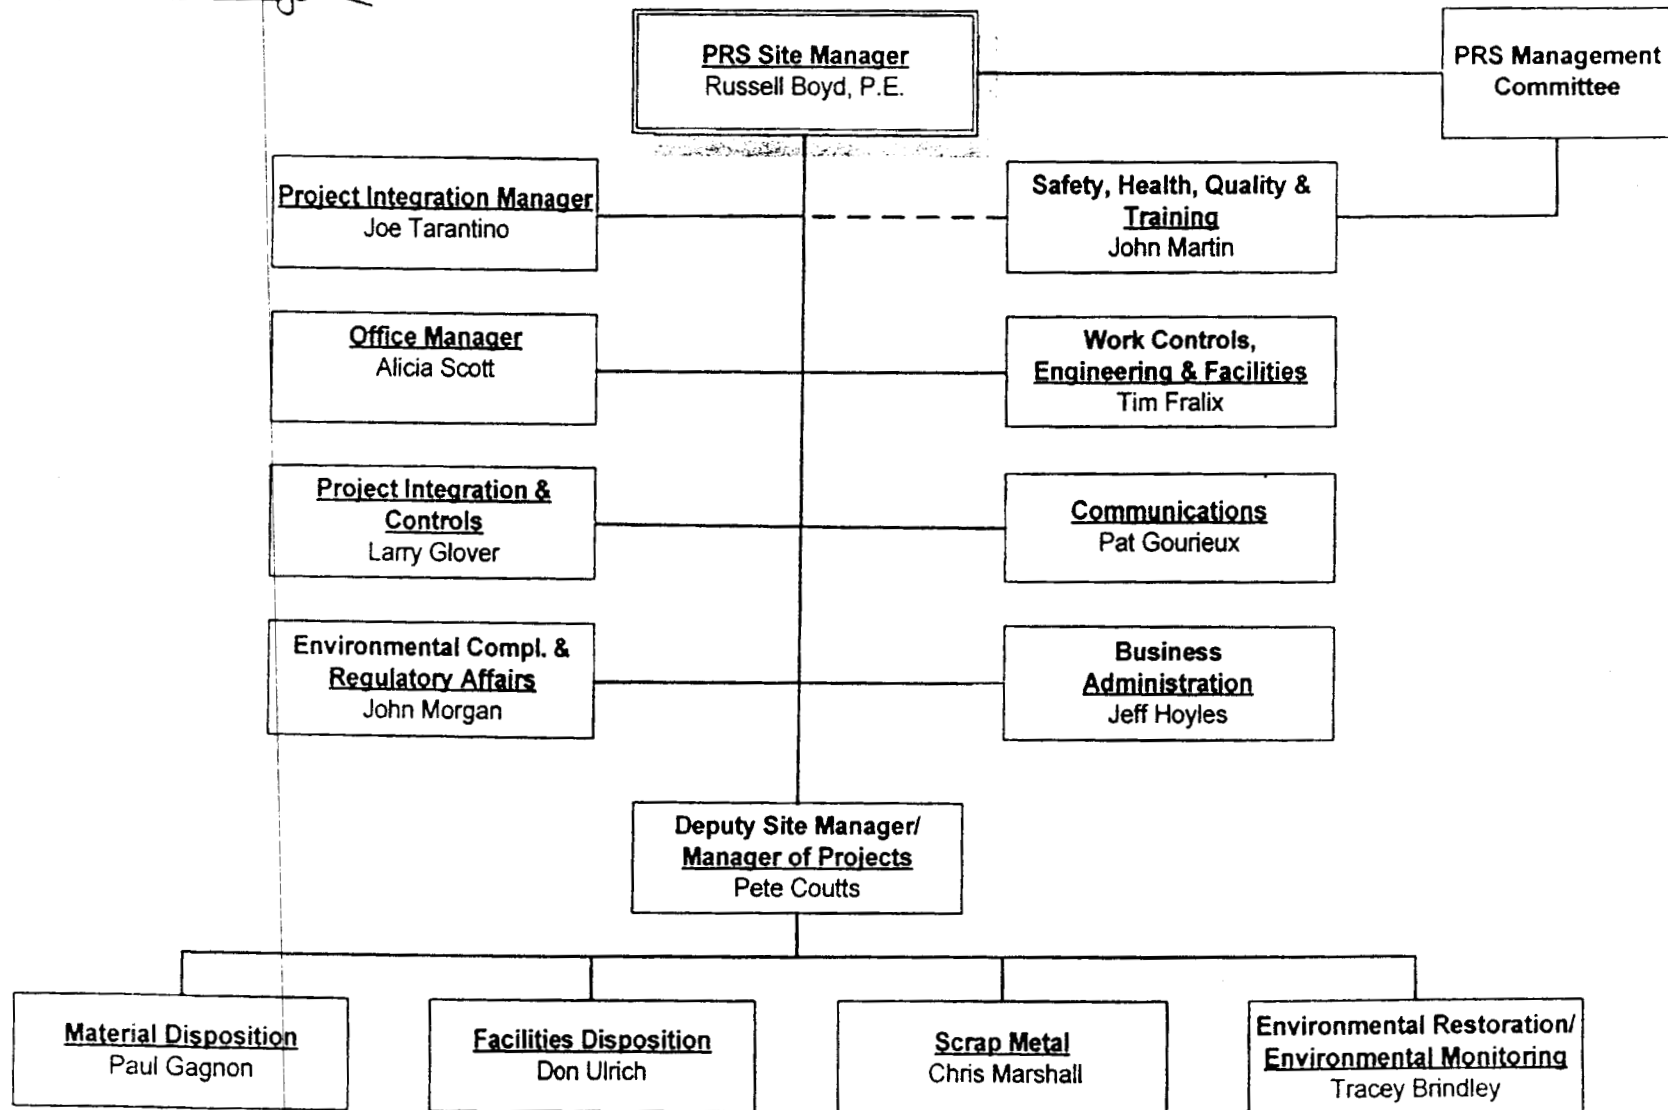 PRS Site Manager
Russell Boyd, P.E.
PRS Management
Committee
Project Integration Manager
Joe Tarantino
Safety, Health, Quality &
Training
John Martin
Office Manager
Alicia Scott
Work Controls,
Engineering & Facilities
Tim Fralix
Project Integration &
Controls
Larry Glover
Communications
Pat Gourieux
Environmental Compl. &
Regulatory Affairs
John Morgan
Business
Administration
Jeff Hoyles
Deputy Site Manager/
Manager of Projects
Pete Coutts
Material Disposition
Paul Gagnon
Facilities Disposition
Don Ulrich
Scrap Metal
Chris Marshall
Environmental Restoration/
Environmental Monitoring
Tracey Brindley